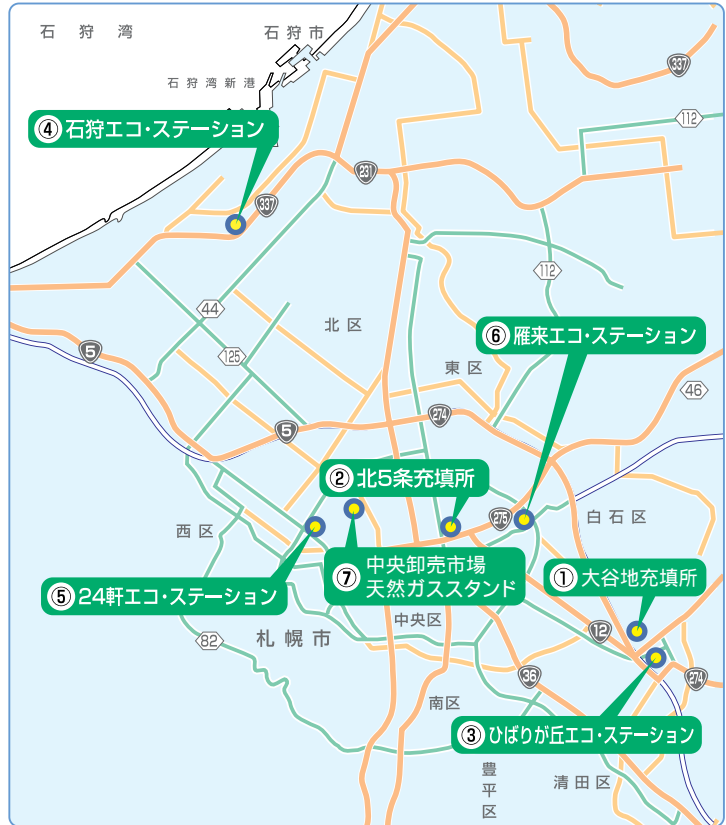 石狩湾
石狩市
石狩湾新港
337
④石狩エコ・ステーション
112
231
337
112
44
北区
125
⑥雁来エコ・ステーション
5
東区
46
274
5
②北5条充填所
275
白石区
西区
⑦中央卸売市場
天然ガススタンド
①大谷地充填所
⑤24軒エコ・ステーション
中央区
12
札幌市
82
36
274
南区
③ひばりが丘エコ・ステーション
豊平区
清田区